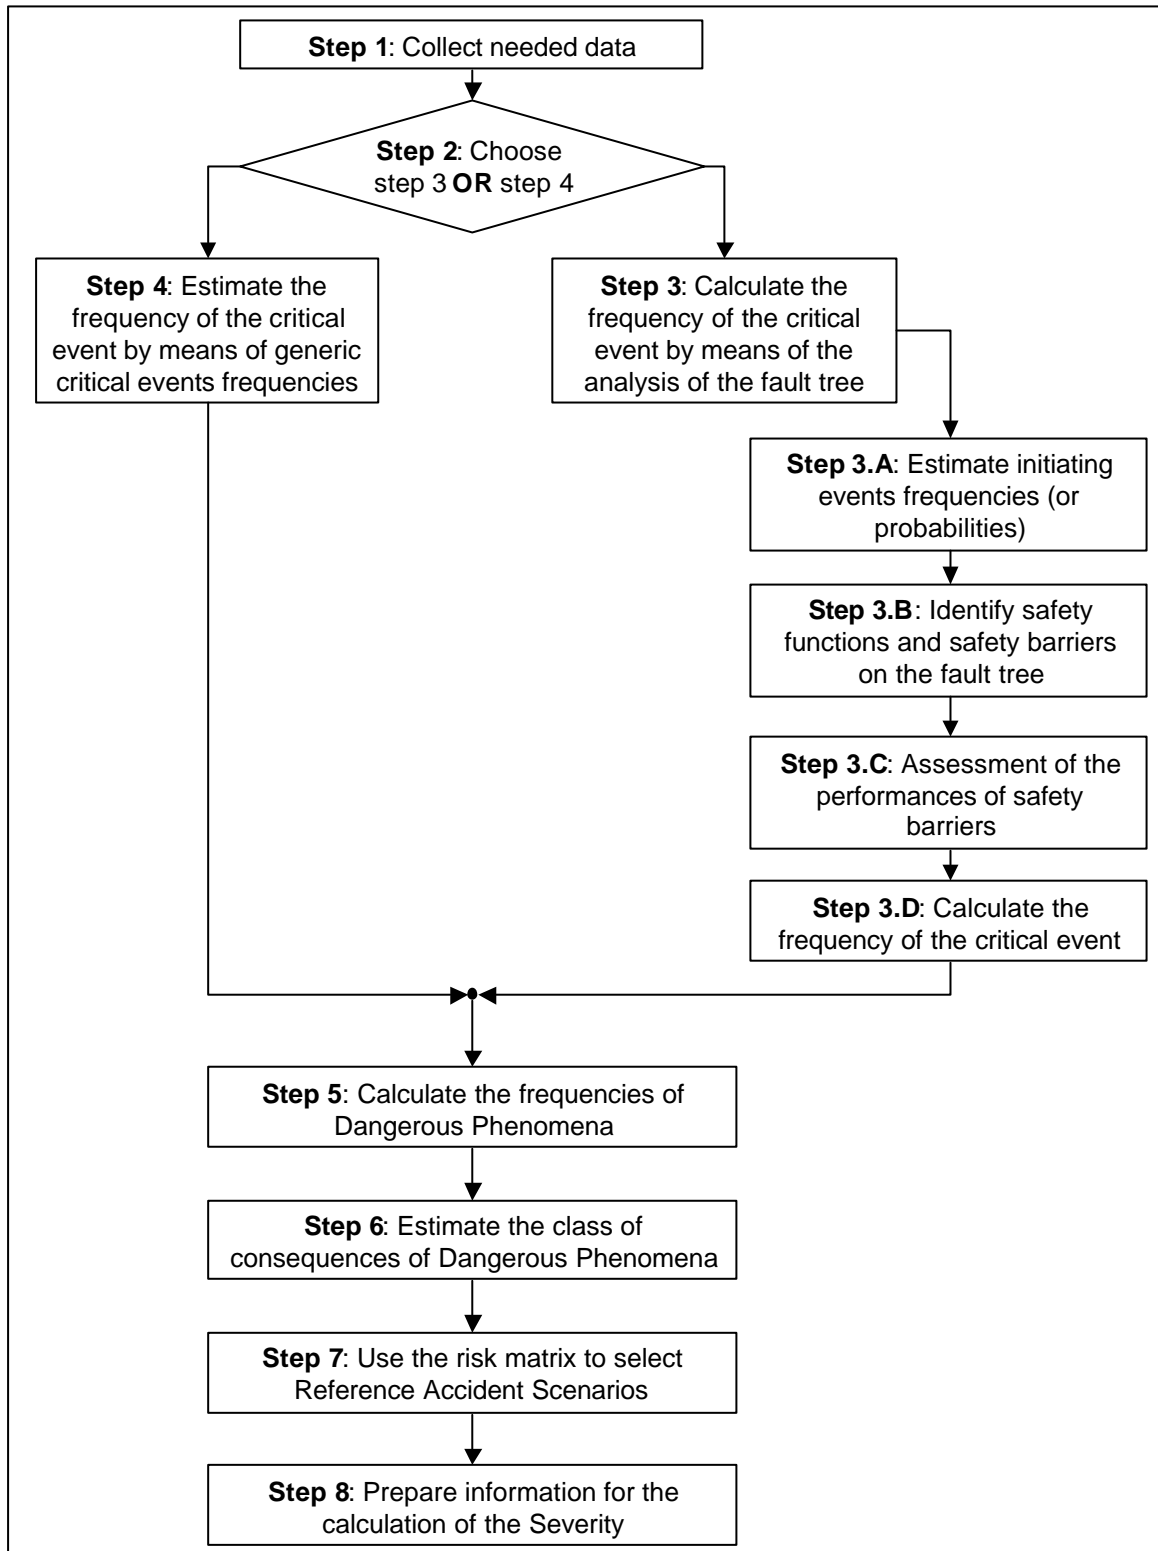 Step 1: Collect needed data
Step 2: Choose
step 3 OR step 4
Step 4: Estimate the
frequency of the critical
event by means of generic
critical events frequencies
Step 3: Calculate the
frequency of the critical
event by means of the
analysis of the fault tree
Step 3.A: Estimate initiating
events frequencies (or
probabilities)
Step 3.B: Identify safety
functions and safety barriers
on the fault tree
Step 3.C: Assessment of the
performances of safety
barriers
Step 3.D: Calculate the
frequency of the critical event
Step 5: Calculate the frequencies of
Dangerous Phenomena
Step 6: Estimate the class of
consequences of Dangerous Phenomena
Step 7: Use the risk matrix to select
Reference Accident Scenarios
Step 8: Prepare information for the
calculation of the Severity